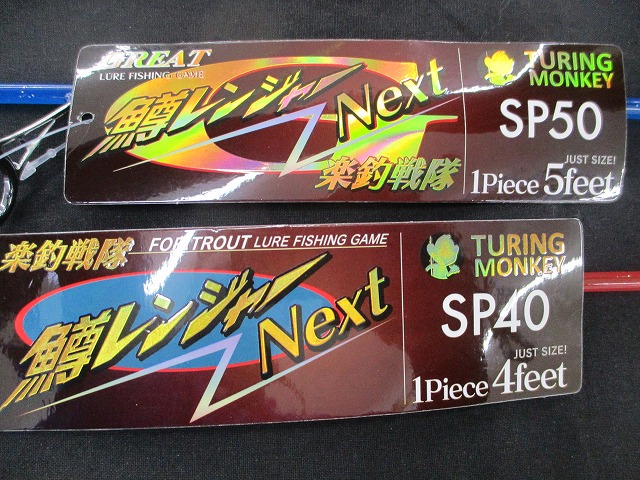 GREAT
LURE FISHING GAME
鱒レンジャー
Next
楽釣戦隊
TURING
MONKEY
SP50
JUST SIZE!
1Piece 5feet
楽釣戦隊
FOR TROUT LURE FISHING GAME
鱒レンジャー
Next
TURING
MONKEY
SP40
JUST SIZE!
1Piece 4feet